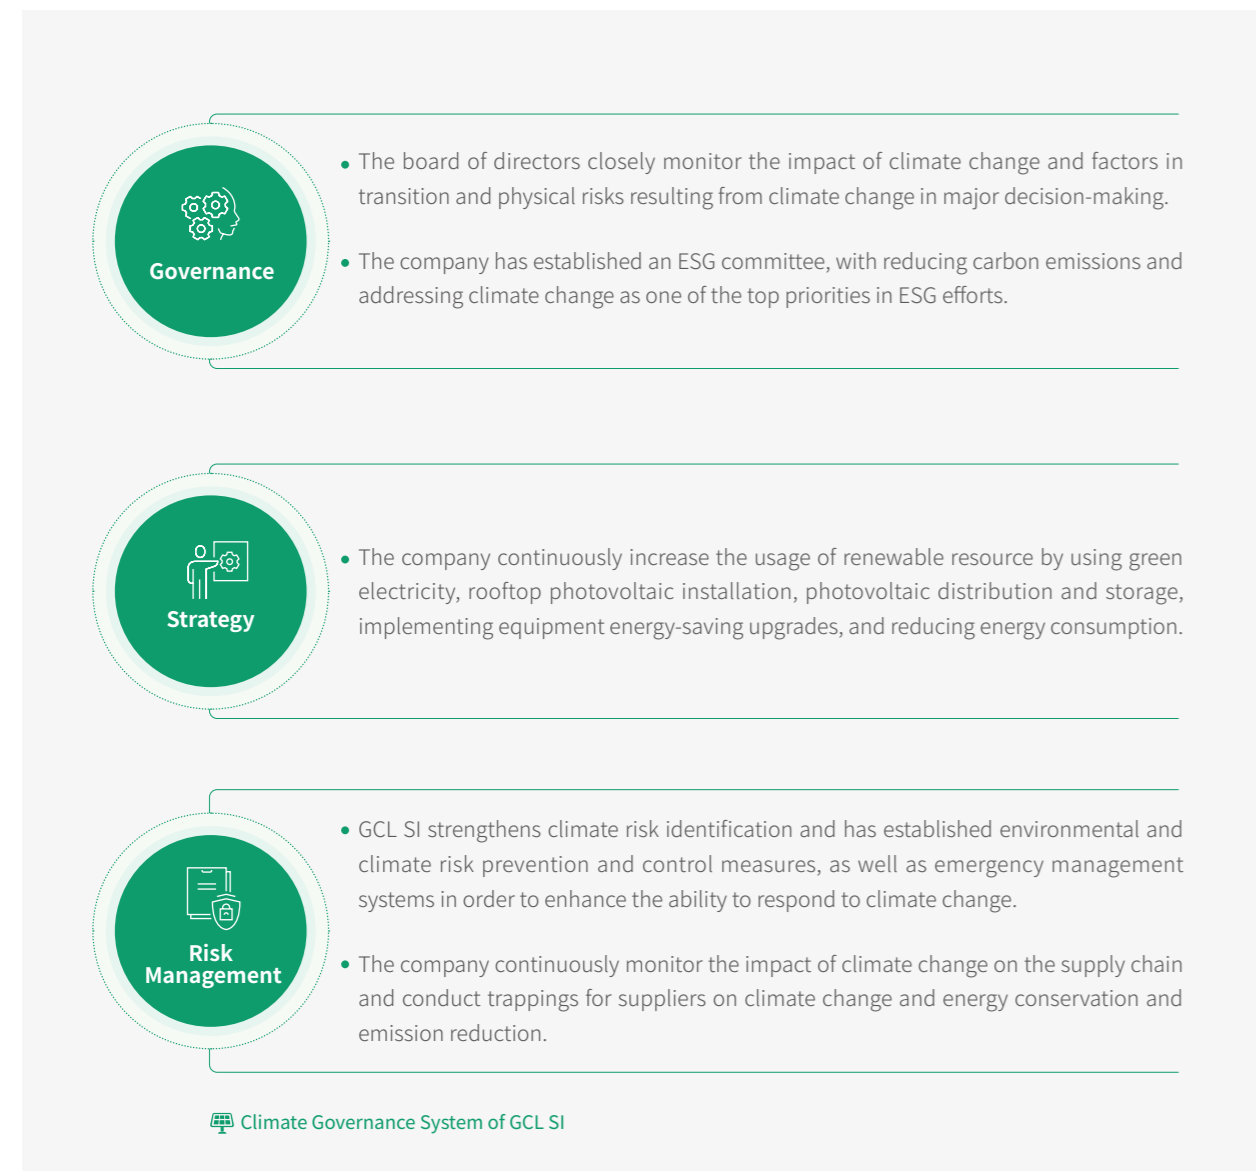 Governance
The board of directors closely monitor the impact of climate change and factors in
transition and physical risks resulting from climate change in major decision-making.
The company has established an ESG committee, with reducing carbon emissions and
addressing climate change as one of the top priorities in ESG efforts.
Strategy
The company continuously increase the usage of renewable resource by using green
electricity, rooftop photovoltaic installation, photovoltaic distribution and storage,
implementing equipment energy-saving upgrades, and reducing energy consumption.
Risk
Management
GCL SI strengthens climate risk identification and has established environmental and
climate risk prevention and control measures, as well as emergency management
systems in order to enhance the ability to respond to climate change.
The company continuously monitor the impact of climate change on the supply chain
and conduct trappings for suppliers on climate change and energy conservation and
emission reduction.
Climate Governance System of GCL SI